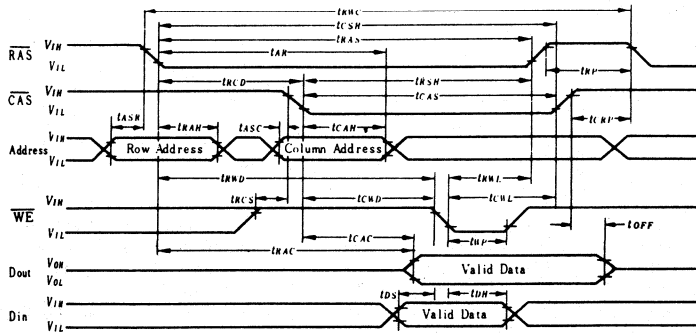 tRWC
tCSH
tRAS
tAR
RAS
VIH
VIL
tRCD
tRSH
tRP
CAS
VIH
VIL
tCAS
tCRP
tASR
tRAH
tASC
tCAH
Address
VIH
VIL
Row Address
Column Address
tRWD
tRWL
tRCS
tCWD
tCWL
WE
VIH
VIL
tWP
tOFF
tCAC
tRAC
Dout
VOH
VOL
Valid Data
tDS
tDH
Din
VIH
VIL
Valid Data